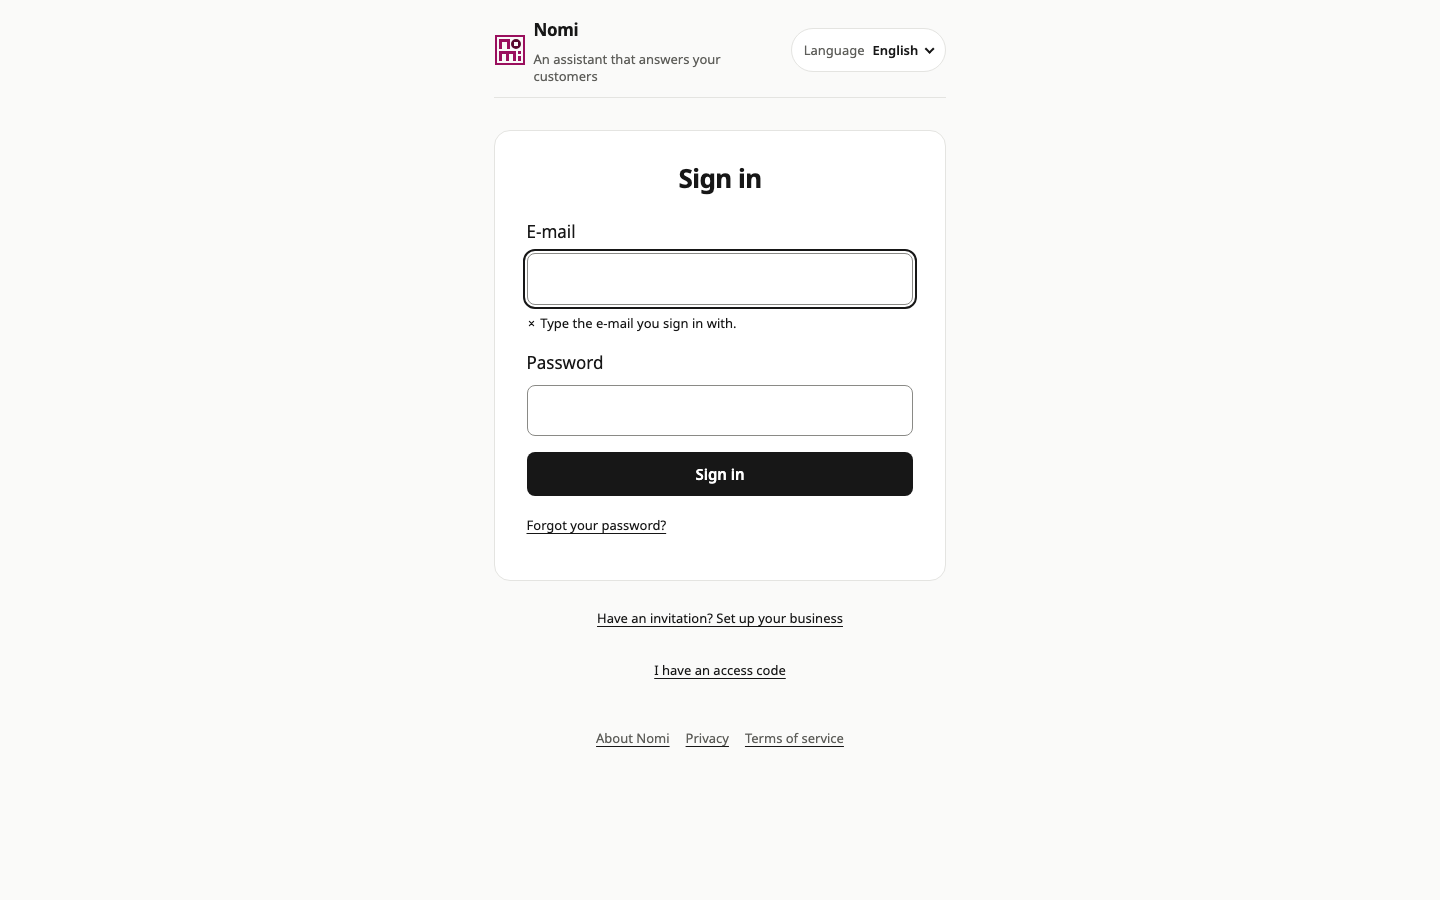 nomi
Nomi
An assistant that answers your
customers
Language English
Sign in
E-mail
× Type the e-mail you sign in with.
Password
Sign in
Forgot your password?
Have an invitation? Set up your business
I have an access code
About Nomi Privacy Terms of service